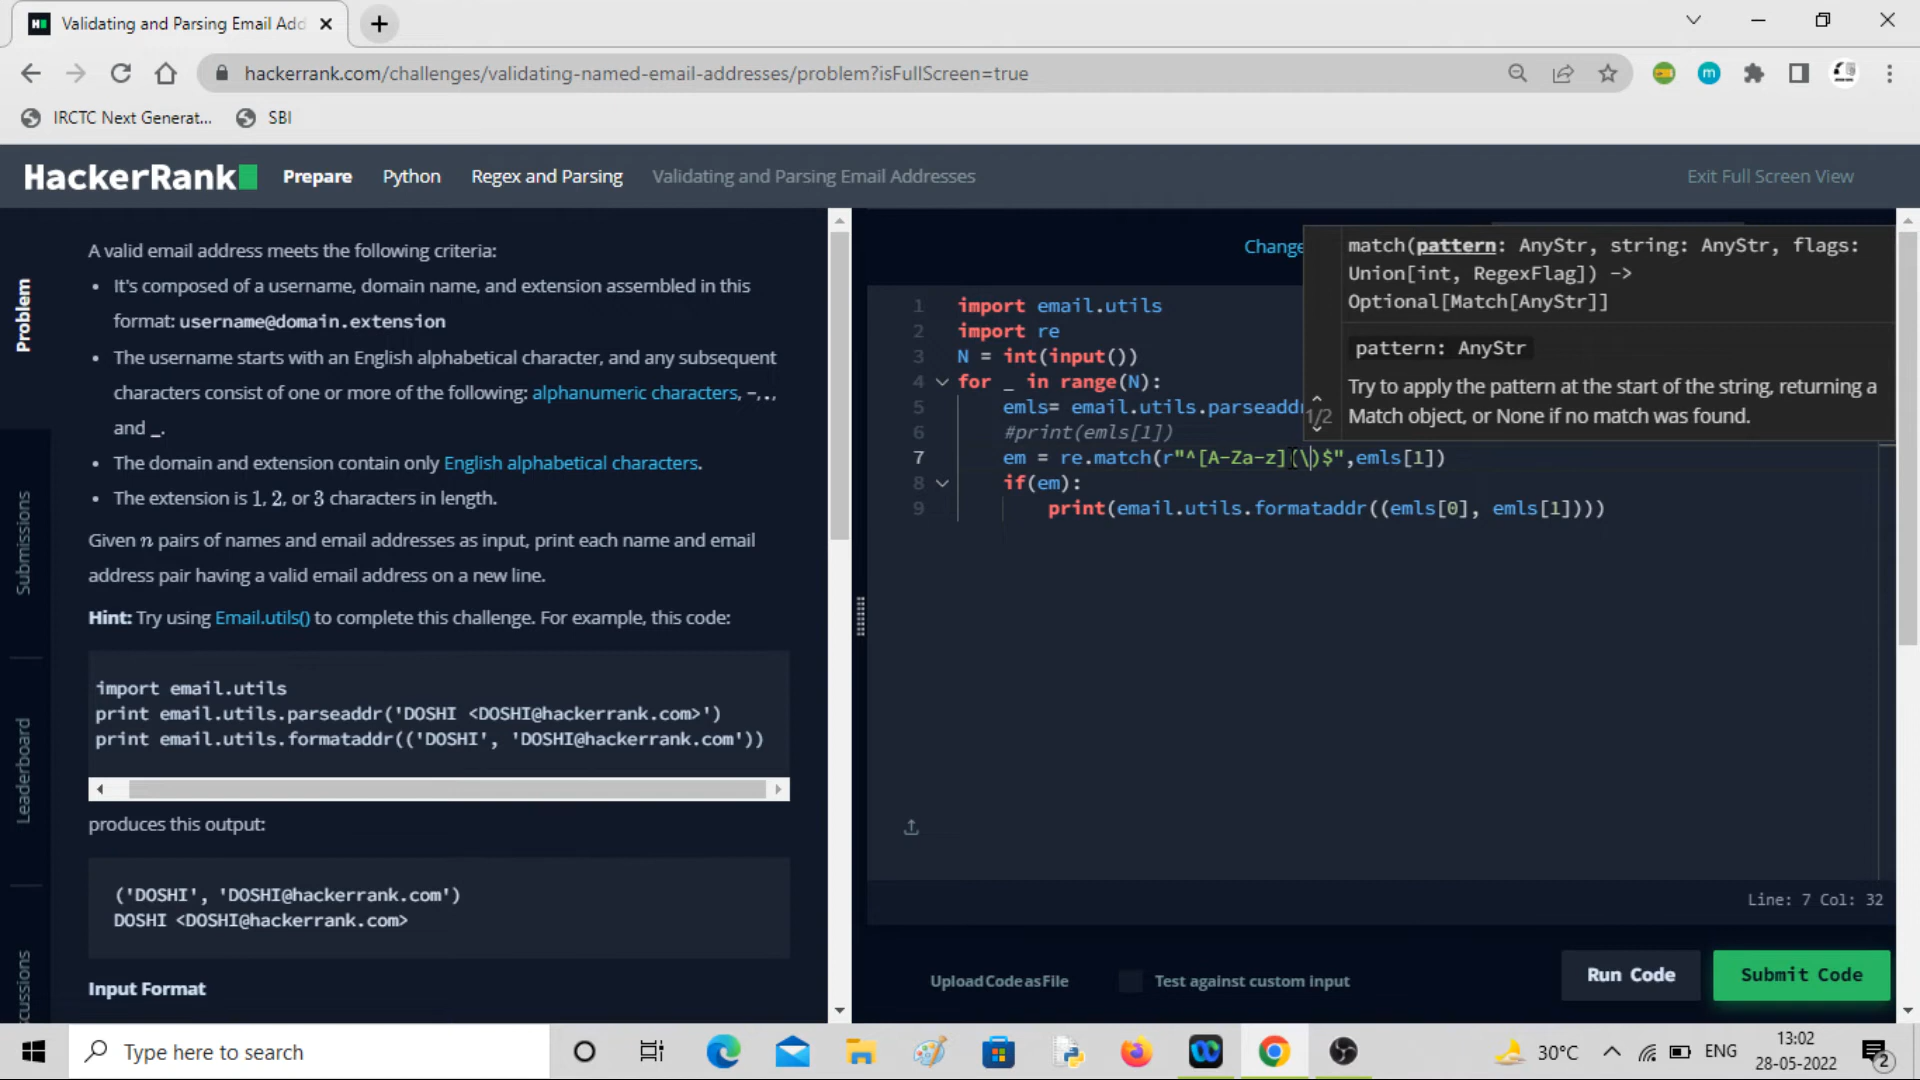 Validating and Parsing Email Add
hackerrank.com/challenges/validating-named-email-addresses/problem?isFullScreen=true
IRCTC Next Generat... SBI
HackerRank Prepare Python Regex and Parsing Validating and Parsing Email Addresses Exit Full Screen View
Problem
Submissions
Leaderboard
cussions
A valid email address meets the following criteria:
• It's composed of a username, domain name, and extension assembled in this
format: username@domain.extension
• The username starts with an English alphabetical character, and any subsequent
characters consist of one or more of the following: alphanumeric characters, -,.,
and _.
• The domain and extension contain only English alphabetical characters.
• The extension is 1, 2, or 3 characters in length.
Given n pairs of names and email addresses as input, print each name and email
address pair having a valid email address on a new line.
Hint: Try using Email.utils() to complete this challenge. For example, this code:
import email.utils
print email.utils.parseaddr('DOSHI <DOSHI@hackerrank.com>')
print email.utils.formataddr(('DOSHI', 'DOSHI@hackerrank.com'))
produces this output:
('DOSHI', 'DOSHI@hackerrank.com')
DOSHI <DOSHI@hackerrank.com>
Input Format
Change
match(pattern: AnyStr, string: AnyStr, flags:
Union[int, RegexFlag]) ->
Optional[Match[AnyStr]]
pattern: AnyStr
Try to apply the pattern at the start of the string, returning a
Match object, or None if no match was found.
1/2
1 import email.utils
2 import re
3 N = int(input())
4 for _ in range(N):
5 emls= email.utils.parseaddr
6 #print(emls[1])
7 em = re.match(r"^[A-Za-z](\)$",emls[1])
8 if(em):
9 print(email.utils.formataddr((emls[0], emls[1])))
Line: 7 Col: 32
Upload Code as File Test against custom input Run Code Submit Code
Type here to search 30°C ENG 13:02
28-05-2022 2